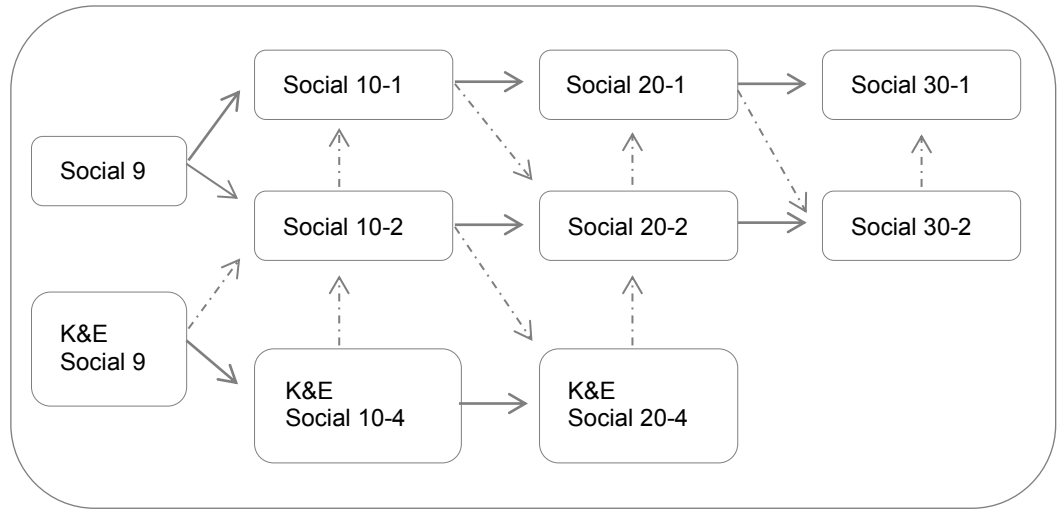 Social 10-1
Social 20-1
Social 30-1
Social 9
Social 10-2
Social 20-2
Social 30-2
K&E
Social 9
K&E
Social 10-4
K&E
Social 20-4